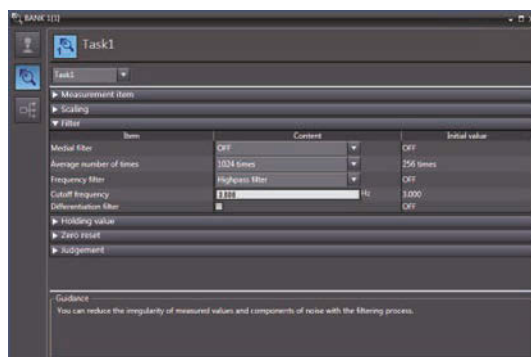 BANK 1[1]
Task1
Task1
Measurement item
Scaling
Filter
Item Content Initial value
Medial filter OFF OFF
Average number of times 1024 times 256 times
Frequency filter Highpass filter OFF
Cutoff frequency Hz 3.000
Differentiation filter OFF
Holding value
Zero reset
Judgement
Guidance
You can reduce the irregularity of measured values and components of noise with the filtering process.